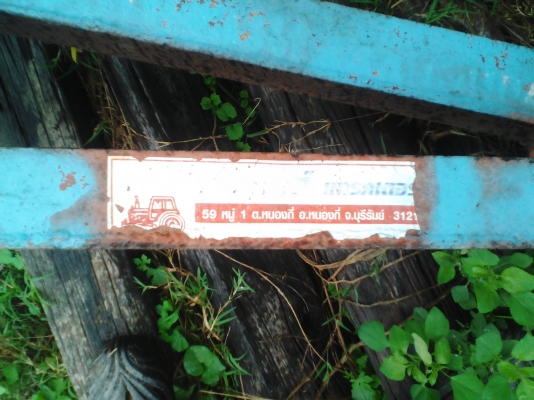 59 หมู่ 1 ต.หนองกี่ อ.หนองกี่ จ.บุรีรัมย์ 3121